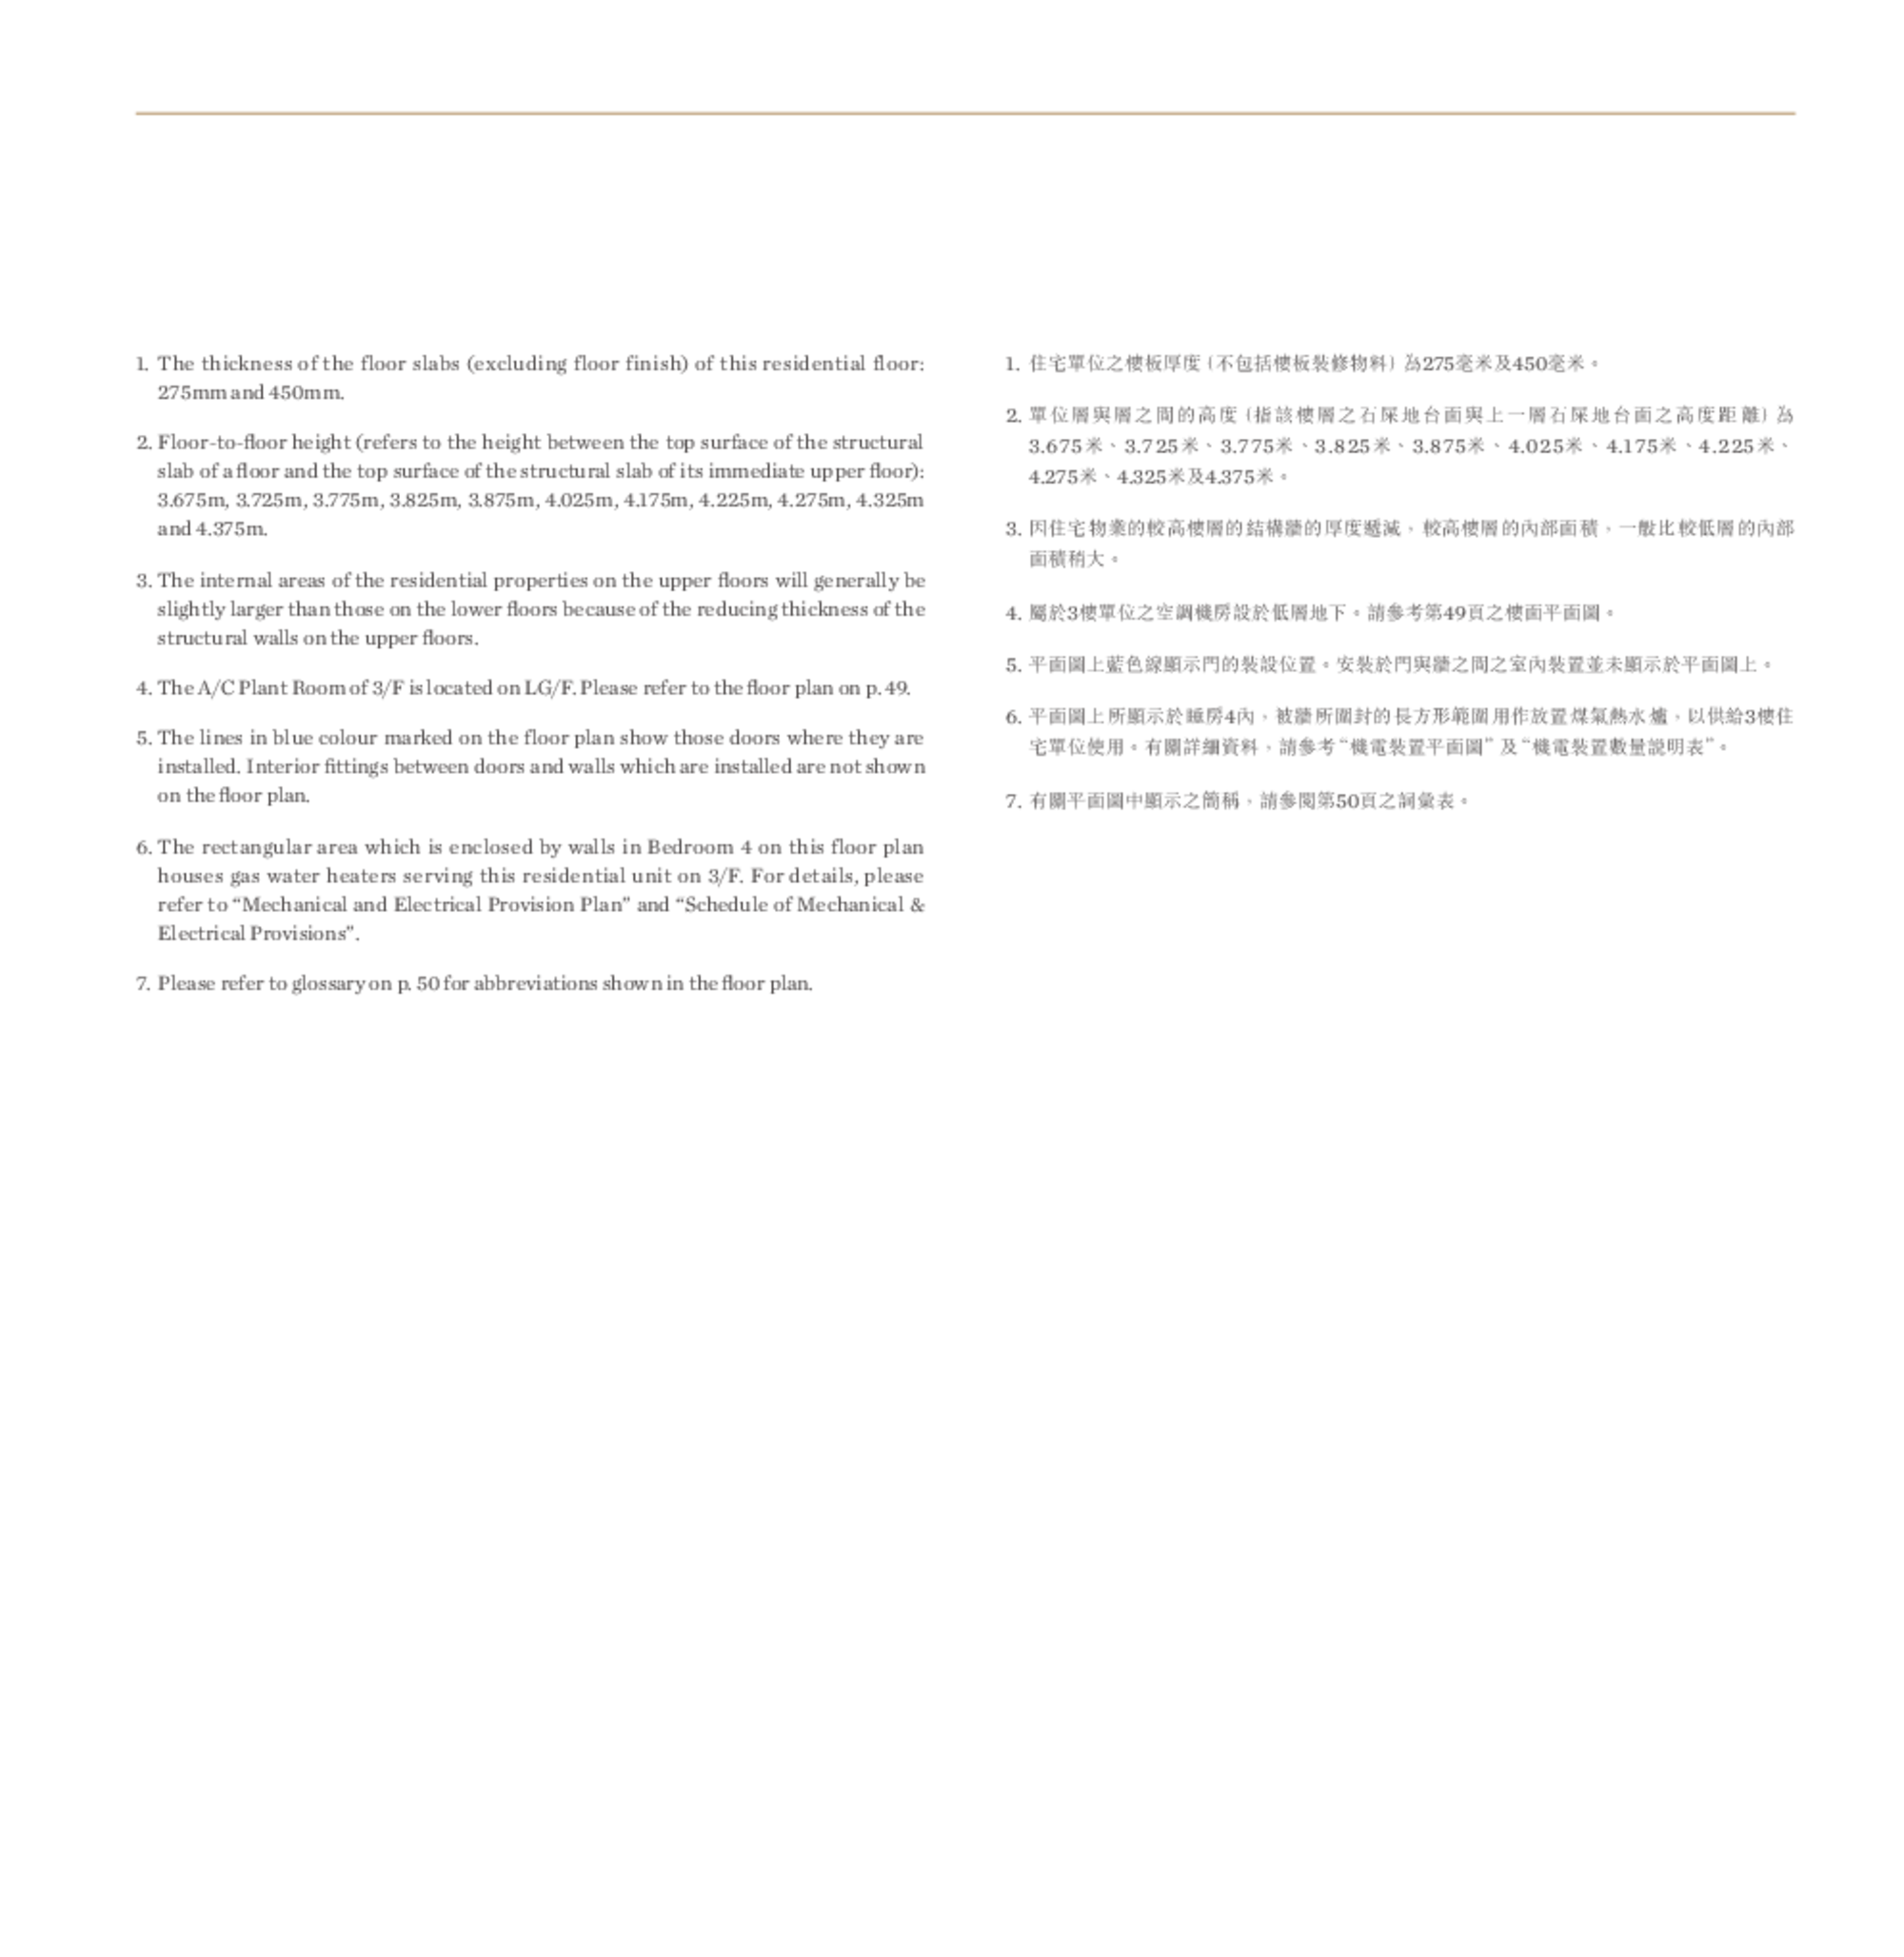 1. The thickness of the floor slabs (excluding floor finish) of this residential floor:
275mm and 450mm.
2. Floor-to-floor height (refers to the height between the top surface of the structural
slab of a floor and the top surface of the structural slab of its immediate upper floor):
3.675m, 3.725m, 3.775m, 3.825m, 3.875m, 4.025m, 4.175m, 4.225m, 4.275m, 4.325m
and 4.375m.
3. The internal areas of the residential properties on the upper floors will generally be
slightly larger than those on the lower floors because of the reducing thickness of the
structural walls on the upper floors.
4. The A/C Plant Room of 3/F is located on LG/F. Please refer to the floor plan on p. 49.
5. The lines in blue colour marked on the floor plan show those doors where they are
installed. Interior fittings between doors and walls which are installed are not shown
on the floor plan.
6. The rectangular area which is enclosed by walls in Bedroom 4 on this floor plan
houses gas water heaters serving this residential unit on 3/F. For details, please
refer to “Mechanical and Electrical Provision Plan” and “Schedule of Mechanical &
Electrical Provisions”.
7. Please refer to glossary on p. 50 for abbreviations shown in the floor plan.
1. 住宅單位之樓板厚度（不包括樓板裝修物料）為275毫米及450毫米。
2. 單位層與層之間的高度（指該樓層之石屎地台面與上一層石屎地台面之高度距離）為
3.675米、3.725米、3.775米、3.825米、3.875米、4.025米、4.175米、4.225米、
4.275米、4.325米及4.375米。
3. 因住宅物業的較高樓層的結構牆的厚度遞減，較高樓層的內部面積，一般比較低層的內部
面積稍大。
4. 屬於3樓單位之空調機房設於低層地下。請參考第49頁之樓面平面圖。
5. 平面圖上藍色線顯示門的裝設位置。安裝於門與牆之間之室內裝置並未顯示於平面圖上。
6. 平面圖上所顯示於睡房4內，被牆所圍封的長方形範圍用作放置煤氣熱水爐，以供給3樓住
宅單位使用。有關詳細資料，請參考“機電裝置平面圖”及“機電裝置數量說明表”。
7. 有關平面圖中顯示之簡稱，請參閱第50頁之詞彙表。